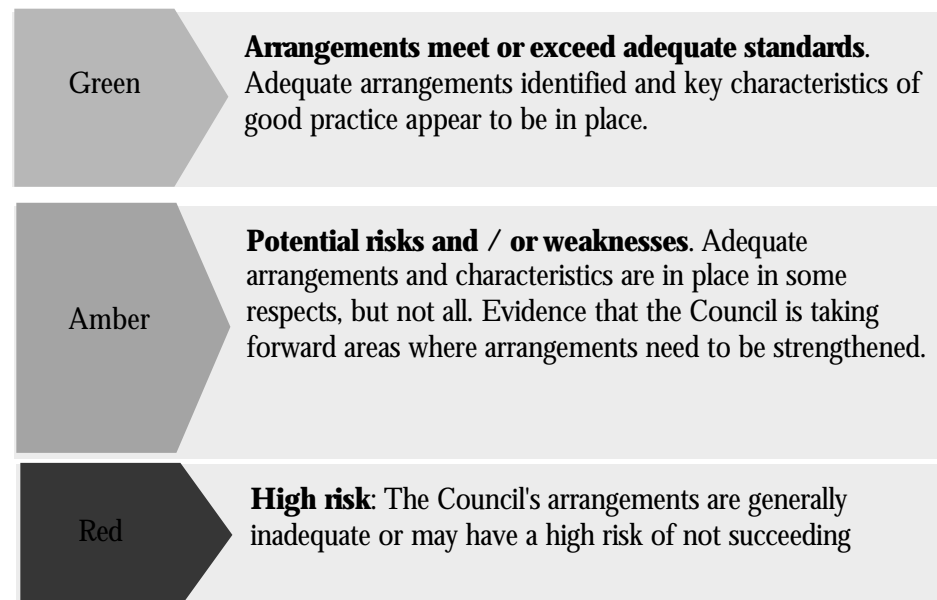 Green
Arrangements meet or exceed adequate standards.
Adequate arrangements identified and key characteristics of
good practice appear to be in place.
Amber
Potential risks and / or weaknesses. Adequate
arrangements and characteristics are in place in some
respects, but not all. Evidence that the Council is taking
forward areas where arrangements need to be strengthened.
Red
High risk: The Council's arrangements are generally
inadequate or may have a high risk of not succeeding